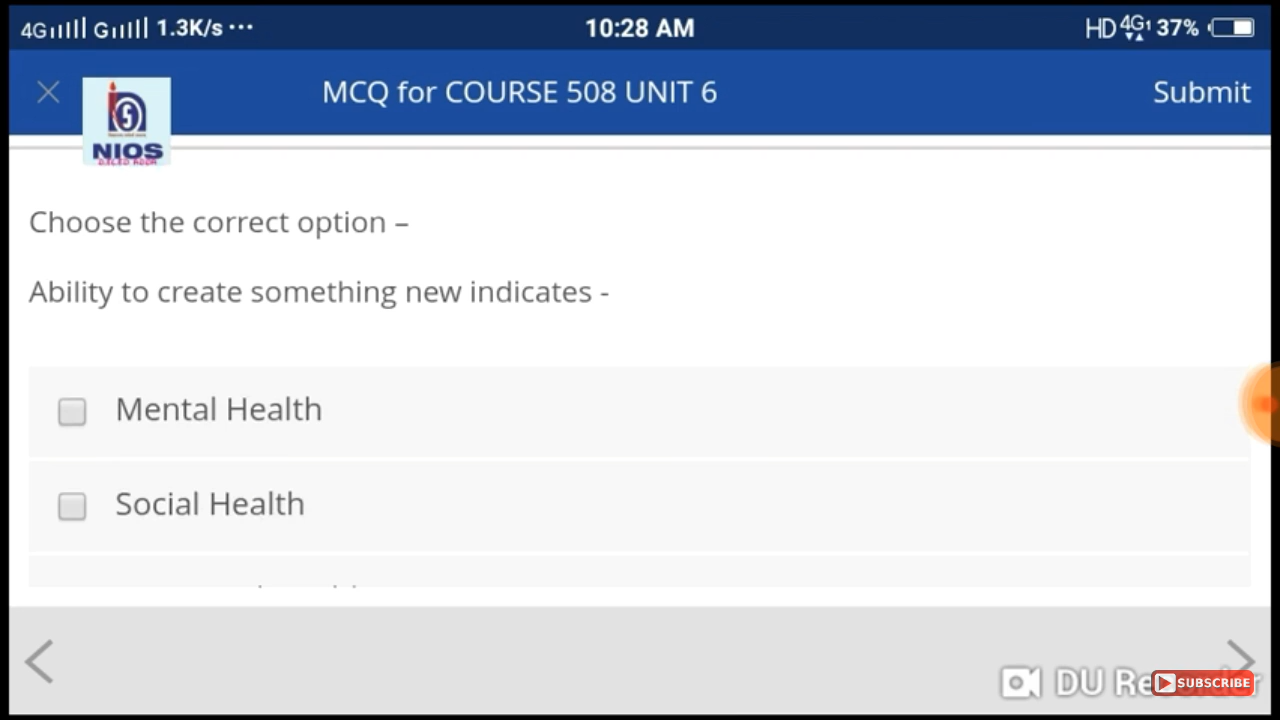 4G G 1.3K/s ··· 10:28 AM HD 4G 37%
MCQ for COURSE 508 UNIT 6 Submit
NIOS
Choose the correct option –
Ability to create something new indicates -
Mental Health
Social Health
DU Recorder
SUBSCRIBE